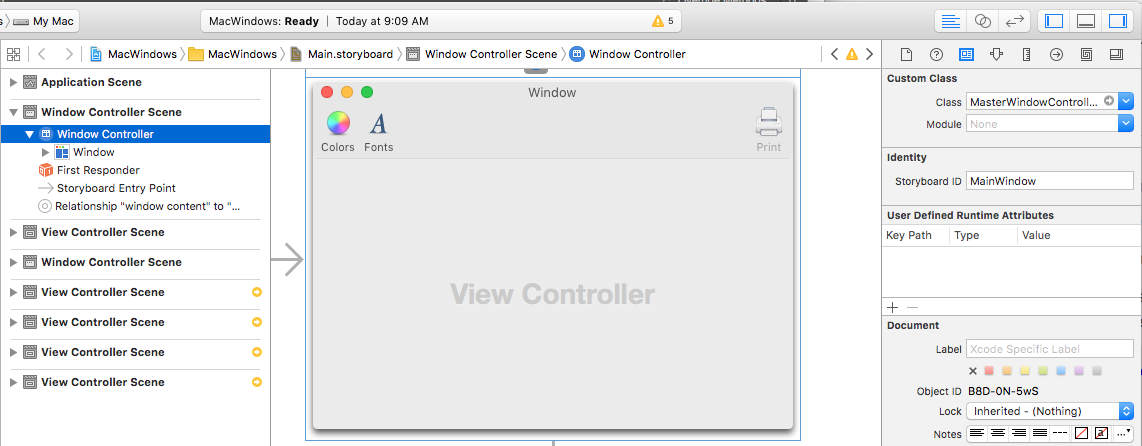 My Mac
MacWindows: Ready | Today at 9:09 AM
5
MacWindows
MacWindows
Main.storyboard
Window Controller Scene
Window Controller
Application Scene
Window Controller Scene
Window Controller
Window
First Responder
Storyboard Entry Point
Relationship "window content" to "...
View Controller Scene
Window Controller Scene
View Controller Scene
View Controller Scene
View Controller Scene
View Controller Scene
Window
Colors
Fonts
Print
View Controller
Custom Class
Class MasterWindowControll...
Module None
Identity
Storyboard ID MainWindow
User Defined Runtime Attributes
Key Path Type Value
Document
Label Xcode Specific Label
Object ID B8D-0N-5wS
Lock Inherited - (Nothing)
Notes